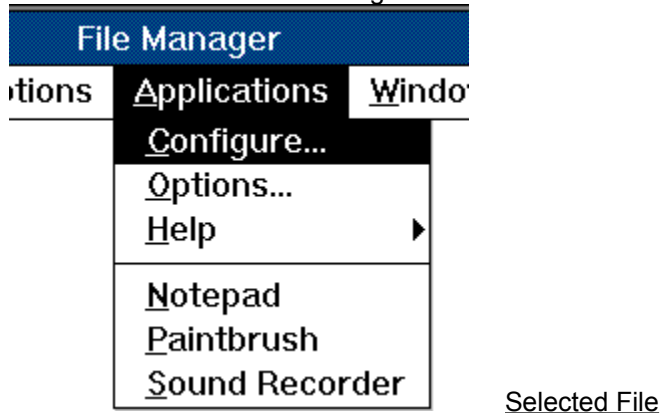 File Manager
Applications
Configure...
Options...
Help
Notepad
Paintbrush
Sound Recorder
Selected File